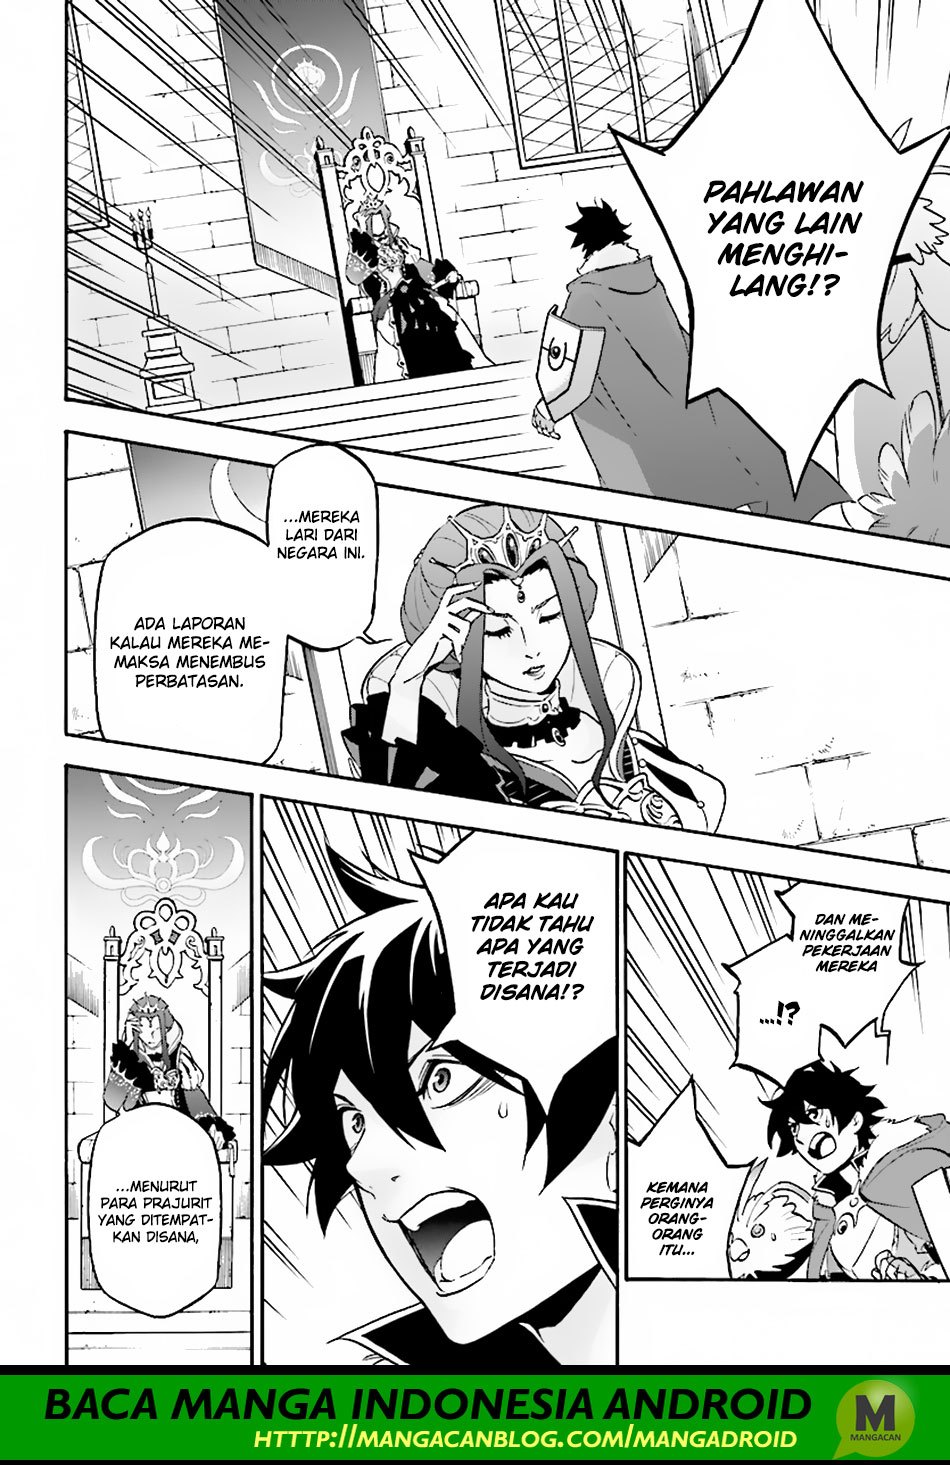 PAHLAWAN
YANG LAIN
MENGHI-
LANG!?
...MEREKA
LARI DARI
NEGARA INI.
ADA LAPORAN
KALAU MEREKA ME-
MAKSA MENEMBUS
PERBATASAN.
DAN ME-
NINGGALKAN
PEKERJAAN
MEREKA
...!?
KEMANA
PERGINYA
ORANG-
ORANG
ITU...
APA KAU
TIDAK TAHU
APA YANG
TERJADI
DISANA!?
...MENURUT
PARA PRAJURIT
YANG DITEMPAT-
KAN DISANA,
BACA MANGA INDONESIA ANDROID
HTTTP://MANGACANBLOG.COM/MANGADROID
M
MANGACAN